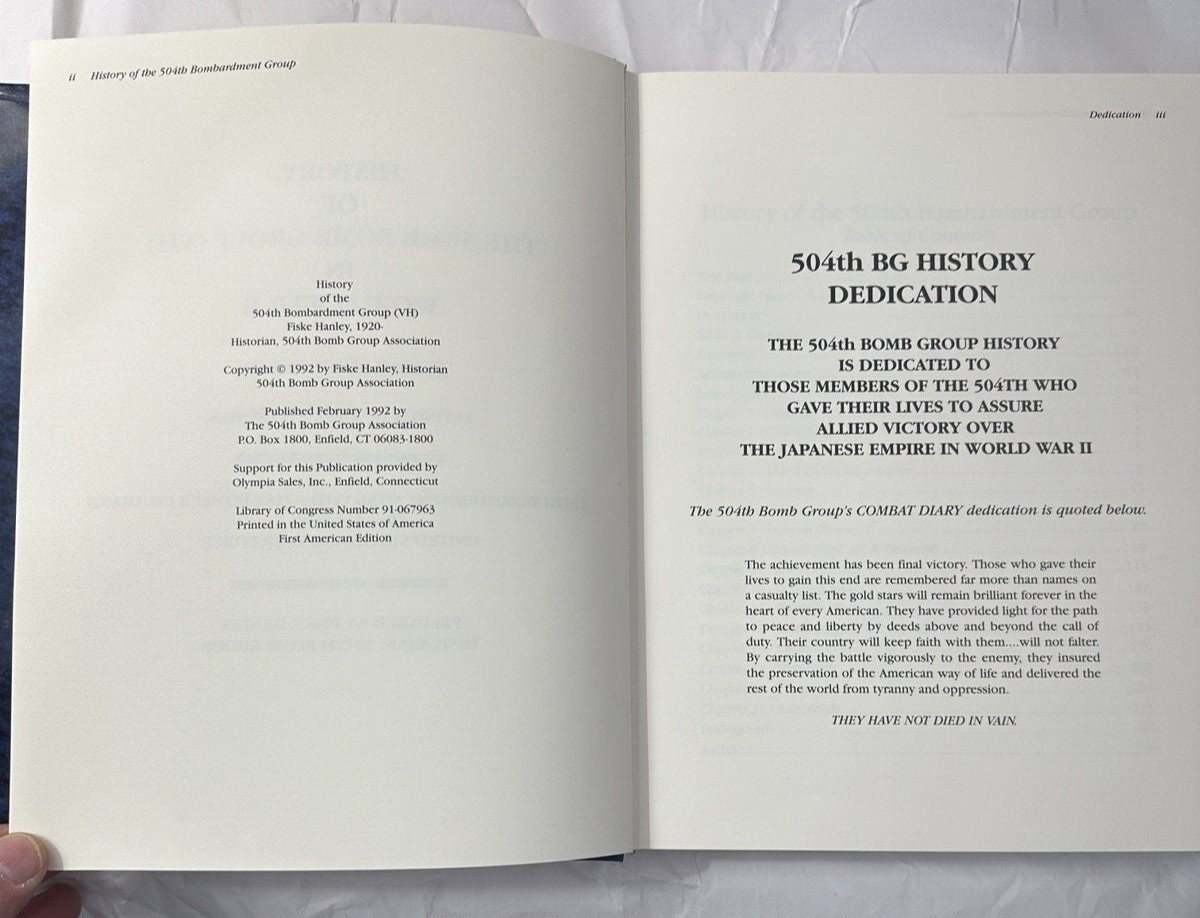 ii History of the 504th Bombardment Group
History
of the
504th Bombardment Group (VH)
Fiske Hanley, 1920-
Historian, 504th Bomb Group Association
Copyright © 1992 by Fiske Hanley, Historian
504th Bomb Group Association
Published February 1992 by
The 504th Bomb Group Association
P.O. Box 1800, Enfield, CT 06083-1800
Support for this Publication provided by
Olympia Sales, Inc., Enfield, Connecticut
Library of Congress Number 91-067963
Printed in the United States of America
First American Edition
Dedication iii
504th BG HISTORY
DEDICATION
THE 504th BOMB GROUP HISTORY
IS DEDICATED TO
THOSE MEMBERS OF THE 504TH WHO
GAVE THEIR LIVES TO ASSURE
ALLIED VICTORY OVER
THE JAPANESE EMPIRE IN WORLD WAR II
The 504th Bomb Group's COMBAT DIARY dedication is quoted below.
The achievement has been final victory. Those who gave their
lives to gain this end are remembered far more than names on
a casualty list. The gold stars will remain brilliant forever in the
heart of every American. They have provided light for the path
to peace and liberty by deeds above and beyond the call of
duty. Their country will keep faith with them....will not falter.
By carrying the battle vigorously to the enemy, they insured
the preservation of the American way of life and delivered the
rest of the world from tyranny and oppression.
THEY HAVE NOT DIED IN VAIN.